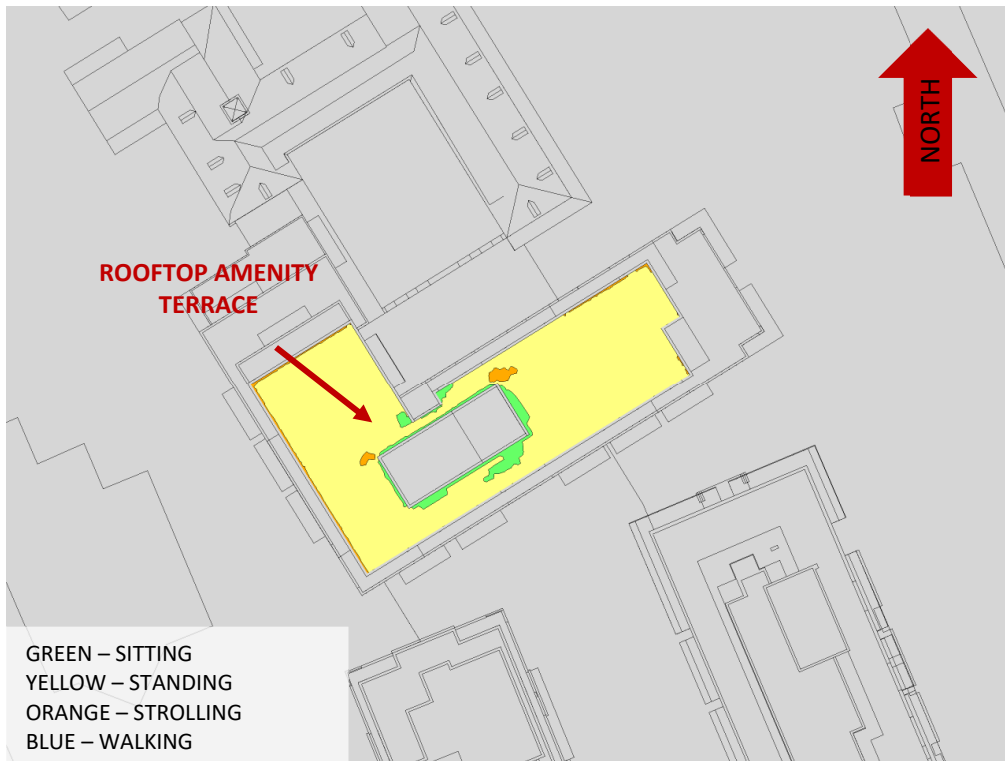 NORTH
ROOFTOP AMENITY
TERRACE
GREEN – SITTING
YELLOW – STANDING
ORANGE – STROLLING
BLUE – WALKING